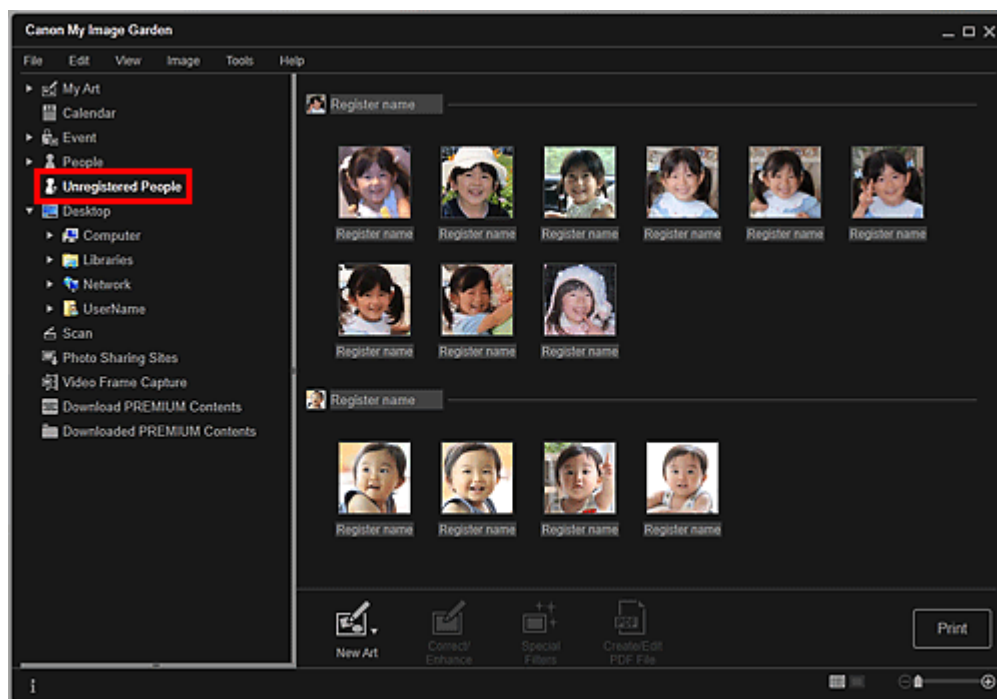 Canon My Image Garden
File Edit View Image Tools Help
My Art
Calendar
Event
People
Unregistered People
Desktop
Computer
Libraries
Network
UserName
Scan
Photo Sharing Sites
Video Frame Capture
Download PREMIUM Contents
Downloaded PREMIUM Contents
Register name
Register name Register name Register name Register name Register name Register name
Register name Register name Register name
Register name
Register name Register name Register name Register name
New Art
Correct/
Enhance
Special
Filters
PDF
Create/Edit
PDF File
Print